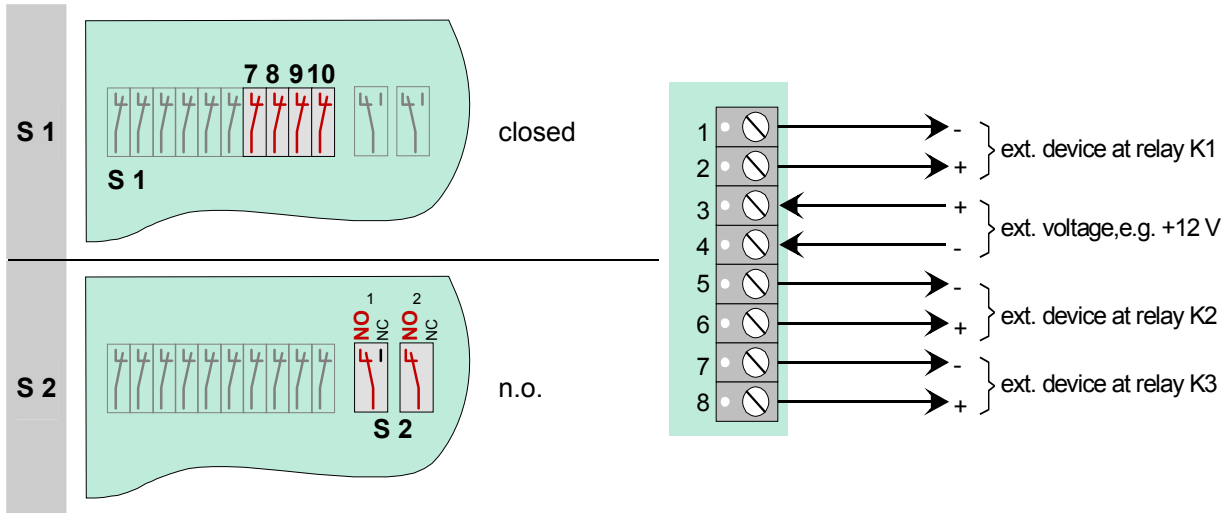 S 1
7 8 9 10
S 1
closed
S 2
1 2
NO NC NO NC
S 2
n.o.
1 -
2 +
ext. device at relay K1
3 +
4 -
ext. voltage,e.g. +12 V
5 -
6 +
ext. device at relay K2
7 -
8 +
ext. device at relay K3